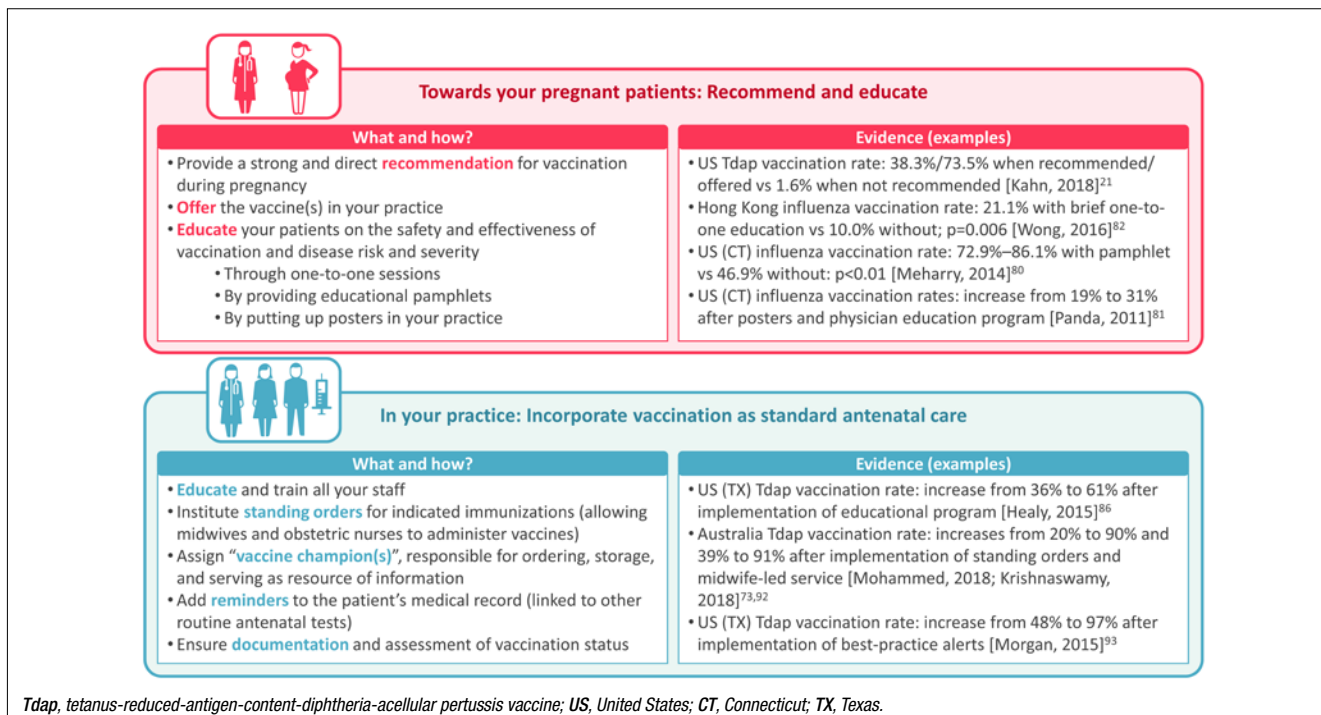 Towards your pregnant patients: Recommend and educate
What and how?
• Provide a strong and direct recommendation for vaccination
during pregnancy
• Offer the vaccine(s) in your practice
• Educate your patients on the safety and effectiveness of
vaccination and disease risk and severity
• Through one-to-one sessions
• By providing educational pamphlets
• By putting up posters in your practice
Evidence (examples)
• US Tdap vaccination rate: 38.3%/73.5% when recommended/
offered vs 1.6% when not recommended [Kahn, 2018]21
• Hong Kong influenza vaccination rate: 21.1% with brief one-to-
one education vs 10.0% without; p=0.006 [Wong, 2016]82
• US (CT) influenza vaccination rate: 72.9%–86.1% with pamphlet
vs 46.9% without: p<0.01 [Meharry, 2014]80
• US (CT) influenza vaccination rates: increase from 19% to 31%
after posters and physician education program [Panda, 2011]81
In your practice: Incorporate vaccination as standard antenatal care
What and how?
• Educate and train all your staff
• Institute standing orders for indicated immunizations (allowing
midwives and obstetric nurses to administer vaccines)
• Assign “vaccine champion(s)”, responsible for ordering, storage,
and serving as resource of information
• Add reminders to the patient’s medical record (linked to other
routine antenatal tests)
• Ensure documentation and assessment of vaccination status
Evidence (examples)
• US (TX) Tdap vaccination rate: increase from 36% to 61% after
implementation of educational program [Healy, 2015]86
• Australia Tdap vaccination rate: increases from 20% to 90% and
39% to 91% after implementation of standing orders and
midwife-led service [Mohammed, 2018; Krishnaswamy,
2018]73,92
• US (TX) Tdap vaccination rate: increase from 48% to 97% after
implementation of best-practice alerts [Morgan, 2015]93
Tdap, tetanus-reduced-antigen-content-diphtheria-acellular pertussis vaccine; US, United States; CT, Connecticut; TX, Texas.